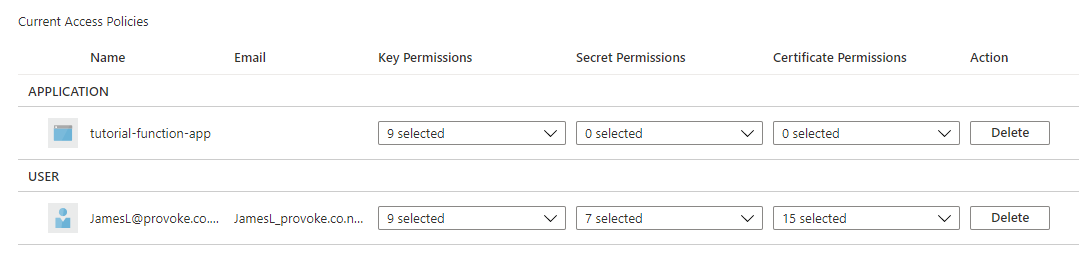 Current Access Policies
Name Email Key Permissions Secret Permissions Certificate Permissions Action
APPLICATION
tutorial-function-app 9 selected 0 selected 0 selected Delete
USER
JamesL@provoke.co.... JamesL_provoke.co.n... 9 selected 7 selected 15 selected Delete